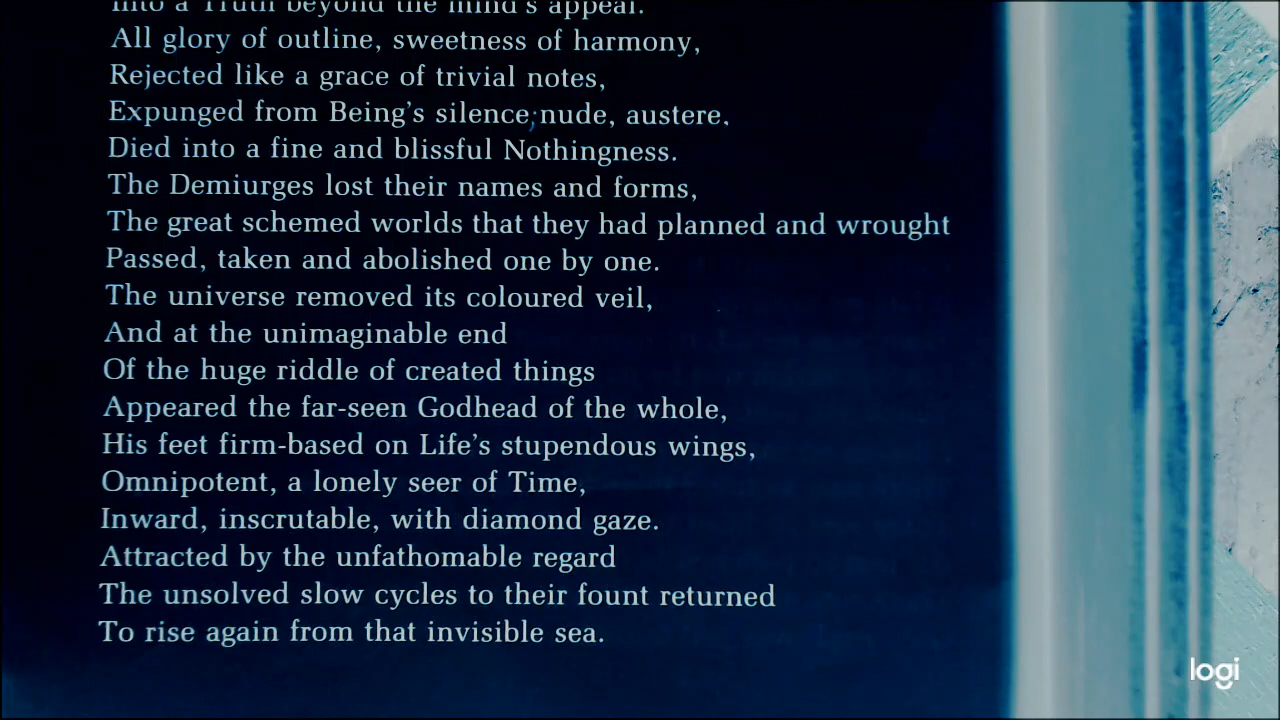 Into a Truth beyond the mind's appeal.
All glory of outline, sweetness of harmony,
Rejected like a grace of trivial notes,
Expunged from Being's silence; nude, austere.
Died into a fine and blissful Nothingness.
The Demiurges lost their names and forms,
The great schemed worlds that they had planned and wrought
Passed, taken and abolished one by one.
The universe removed its coloured veil,
And at the unimaginable end
Of the huge riddle of created things
Appeared the far-seen Godhead of the whole,
His feet firm-based on Life's stupendous wings,
Omnipotent, a lonely seer of Time,
Inward, inscrutable, with diamond gaze.
Attracted by the unfathomable regard
The unsolved slow cycles to their fount returned
To rise again from that invisible sea.
logi